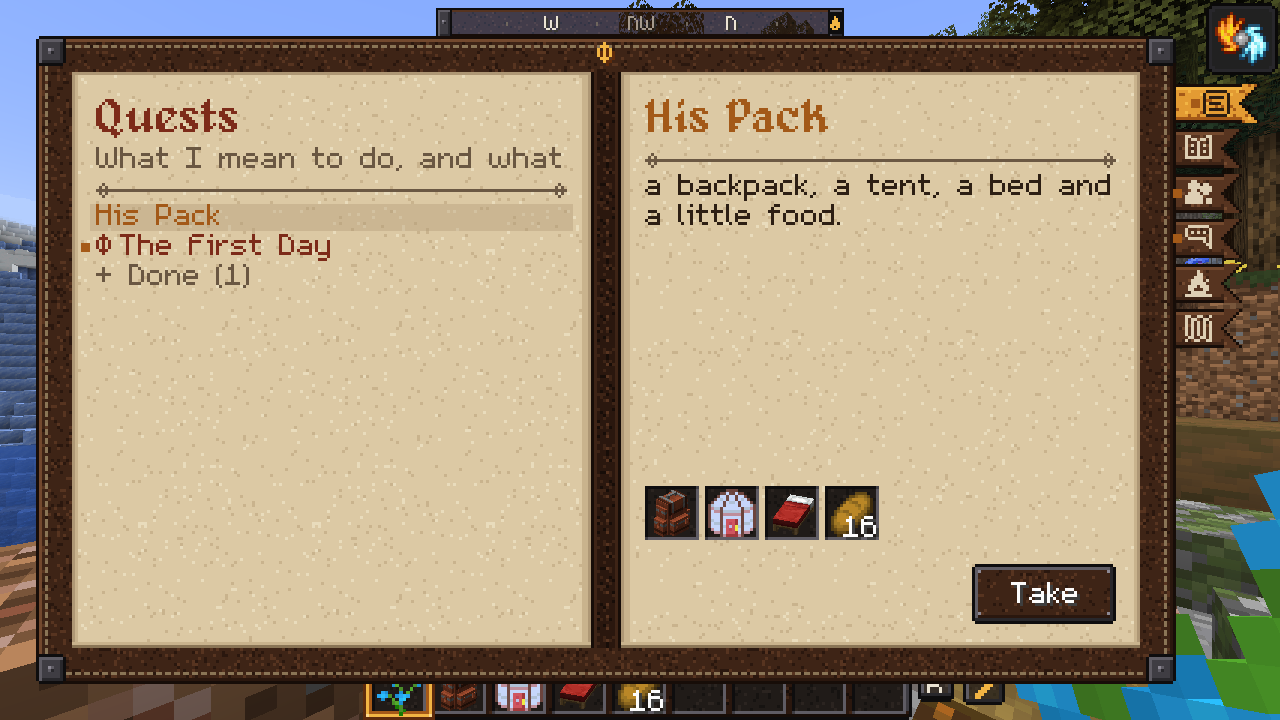 W NW N
Quests
What I mean to do, and what
His Pack
The First Day
+ Done (1)
His Pack
a backpack, a tent, a bed and
a little food.
16
Take
16